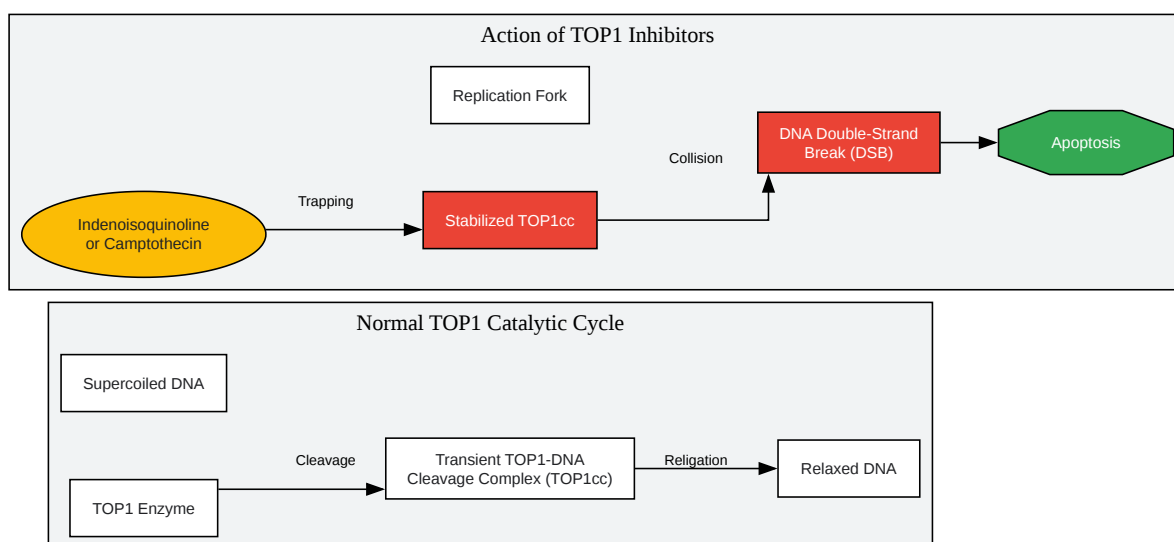 Action of TOP1 Inhibitors
Replication Fork
DNA Double-Strand
Break (DSB)
Apoptosis
Collision
Trapping
Stabilized TOP1cc
Indenoisoquinoline
or Camptothecin
Normal TOP1 Catalytic Cycle
Supercoiled DNA
Cleavage
Transient TOP1-DNA
Cleavage Complex (TOP1cc)
Religation
Relaxed DNA
TOP1 Enzyme